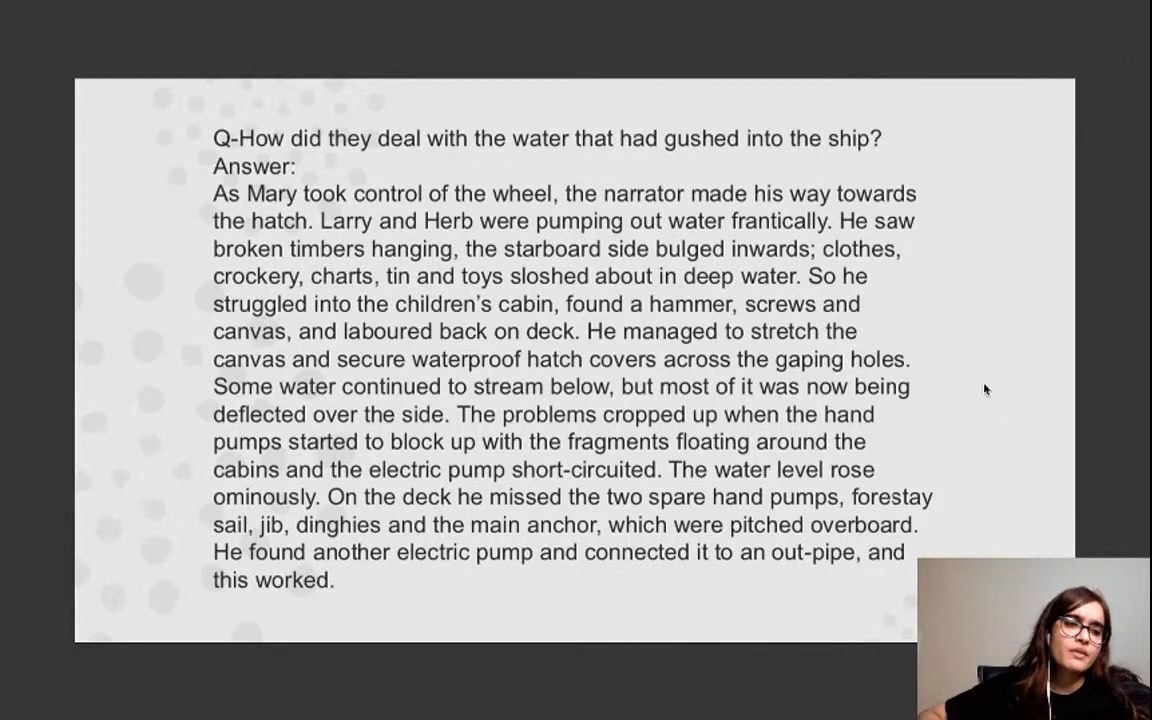 Q-How did they deal with the water that had gushed into the ship?
Answer:
As Mary took control of the wheel, the narrator made his way towards
the hatch. Larry and Herb were pumping out water frantically. He saw
broken timbers hanging, the starboard side bulged inwards; clothes,
crockery, charts, tin and toys sloshed about in deep water. So he
struggled into the children’s cabin, found a hammer, screws and
canvas, and laboured back on deck. He managed to stretch the
canvas and secure waterproof hatch covers across the gaping holes.
Some water continued to stream below, but most of it was now being
deflected over the side. The problems cropped up when the hand
pumps started to block up with the fragments floating around the
cabins and the electric pump short-circuited. The water level rose
ominously. On the deck he missed the two spare hand pumps, forestay
sail, jib, dinghies and the main anchor, which were pitched overboard.
He found another electric pump and connected it to an out-pipe, and
this worked.